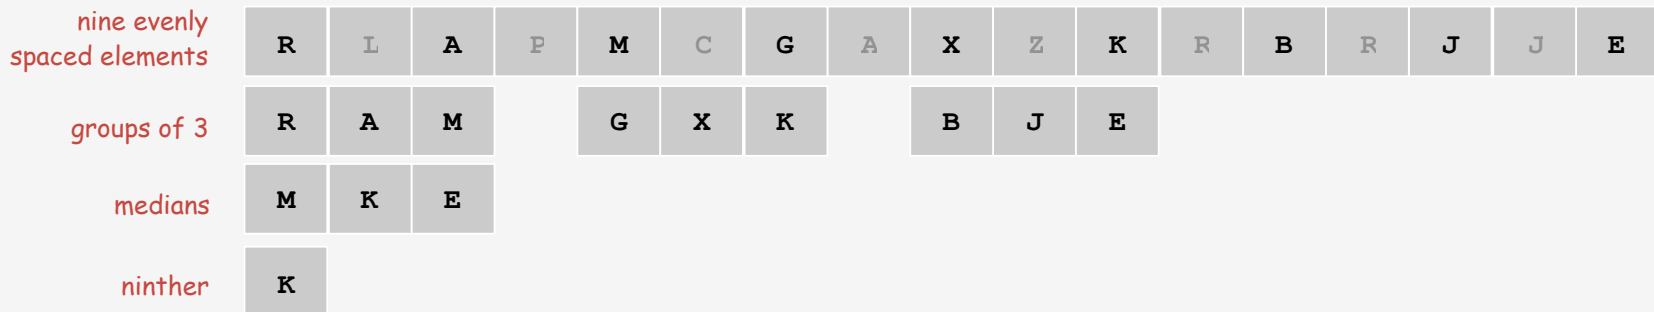 nine evenly
spaced elements
R L A P M C G A X Z K R B R J J E
groups of 3
R A M G X K B J E
medians
M K E
ninther
K